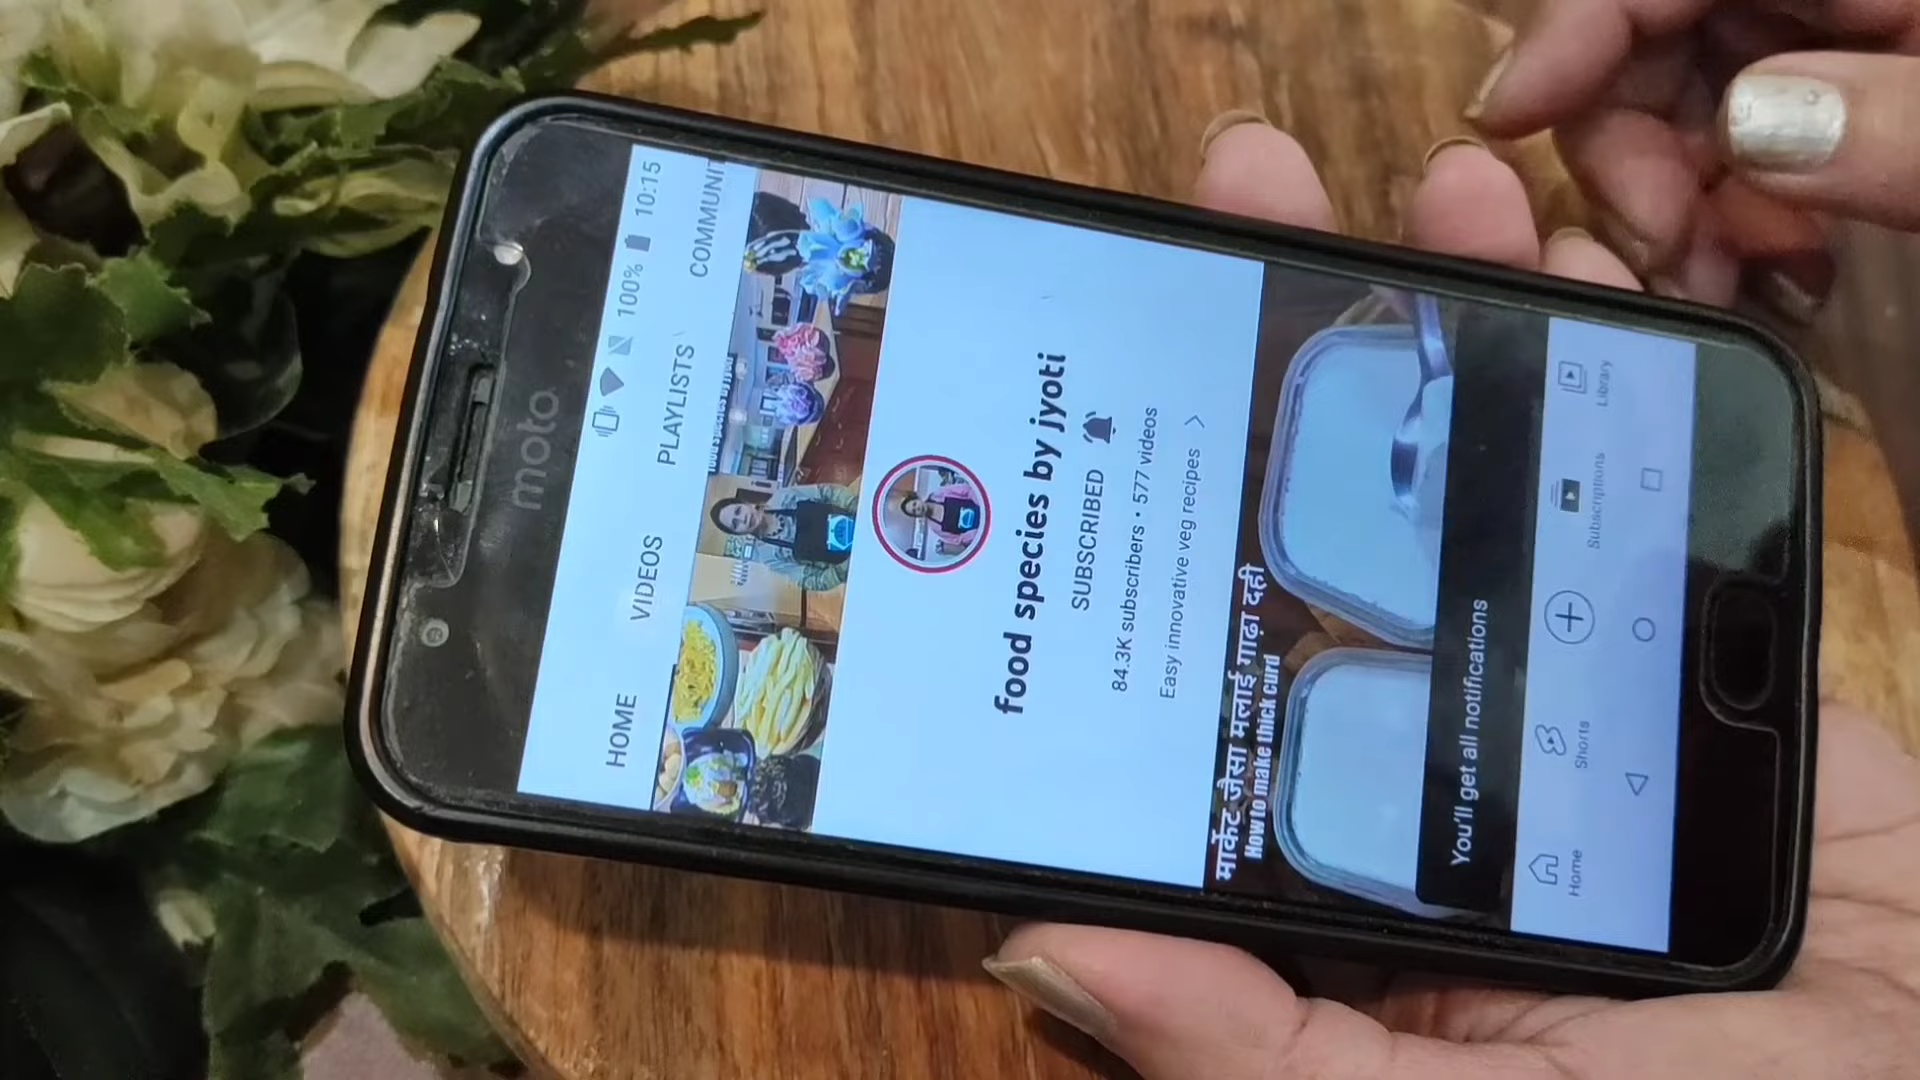 moto
100% 10:15
HOME VIDEOS PLAYLISTS COMMUNIT
food species by jyoti
SUBSCRIBED
84.3K subscribers • 577 videos
Easy innovative veg recipes
मार्केट जैसा मलाई गाढ़ा दही
How to make thick curd
You'll get all notifications
Home Shorts Subscriptions Library